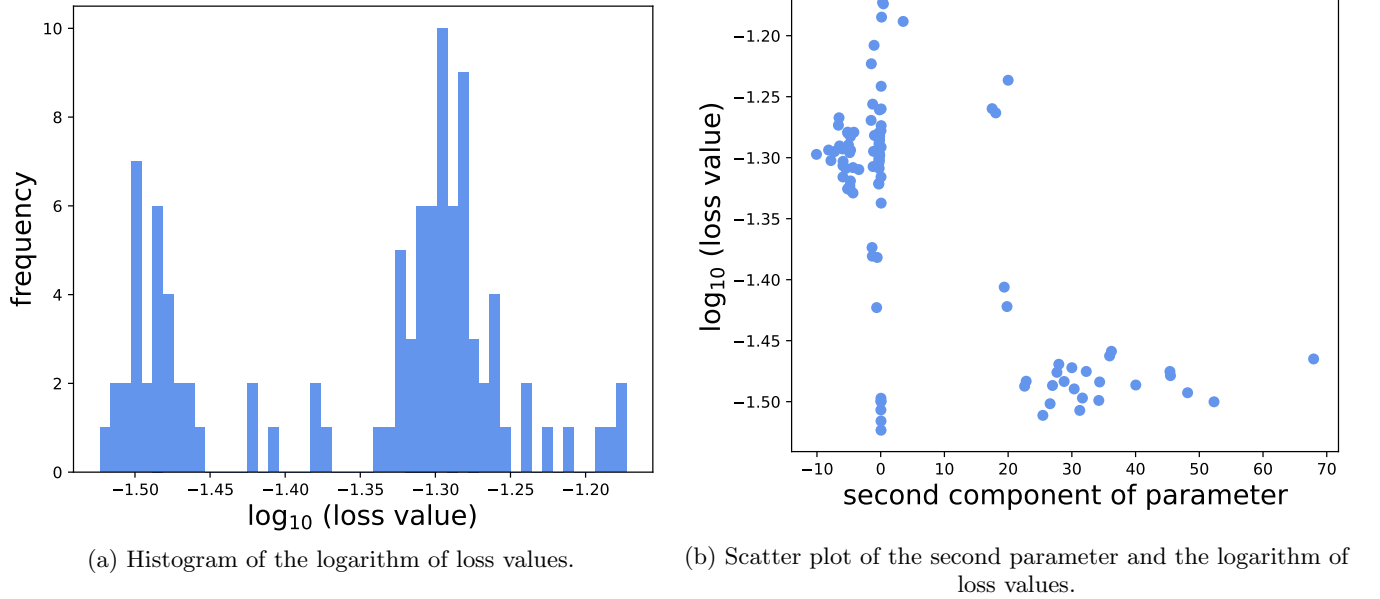 10
8
6
4
2
0
frequency
−1.50 −1.45 −1.40 −1.35 −1.30 −1.25 −1.20
log₁₀ (loss value)
(a) Histogram of the logarithm of loss values.
−1.20
−1.25
−1.30
−1.35
−1.40
−1.45
−1.50
log₁₀ (loss value)
−10 0 10 20 30 40 50 60 70
second component of parameter
(b) Scatter plot of the second parameter and the logarithm of
loss values.